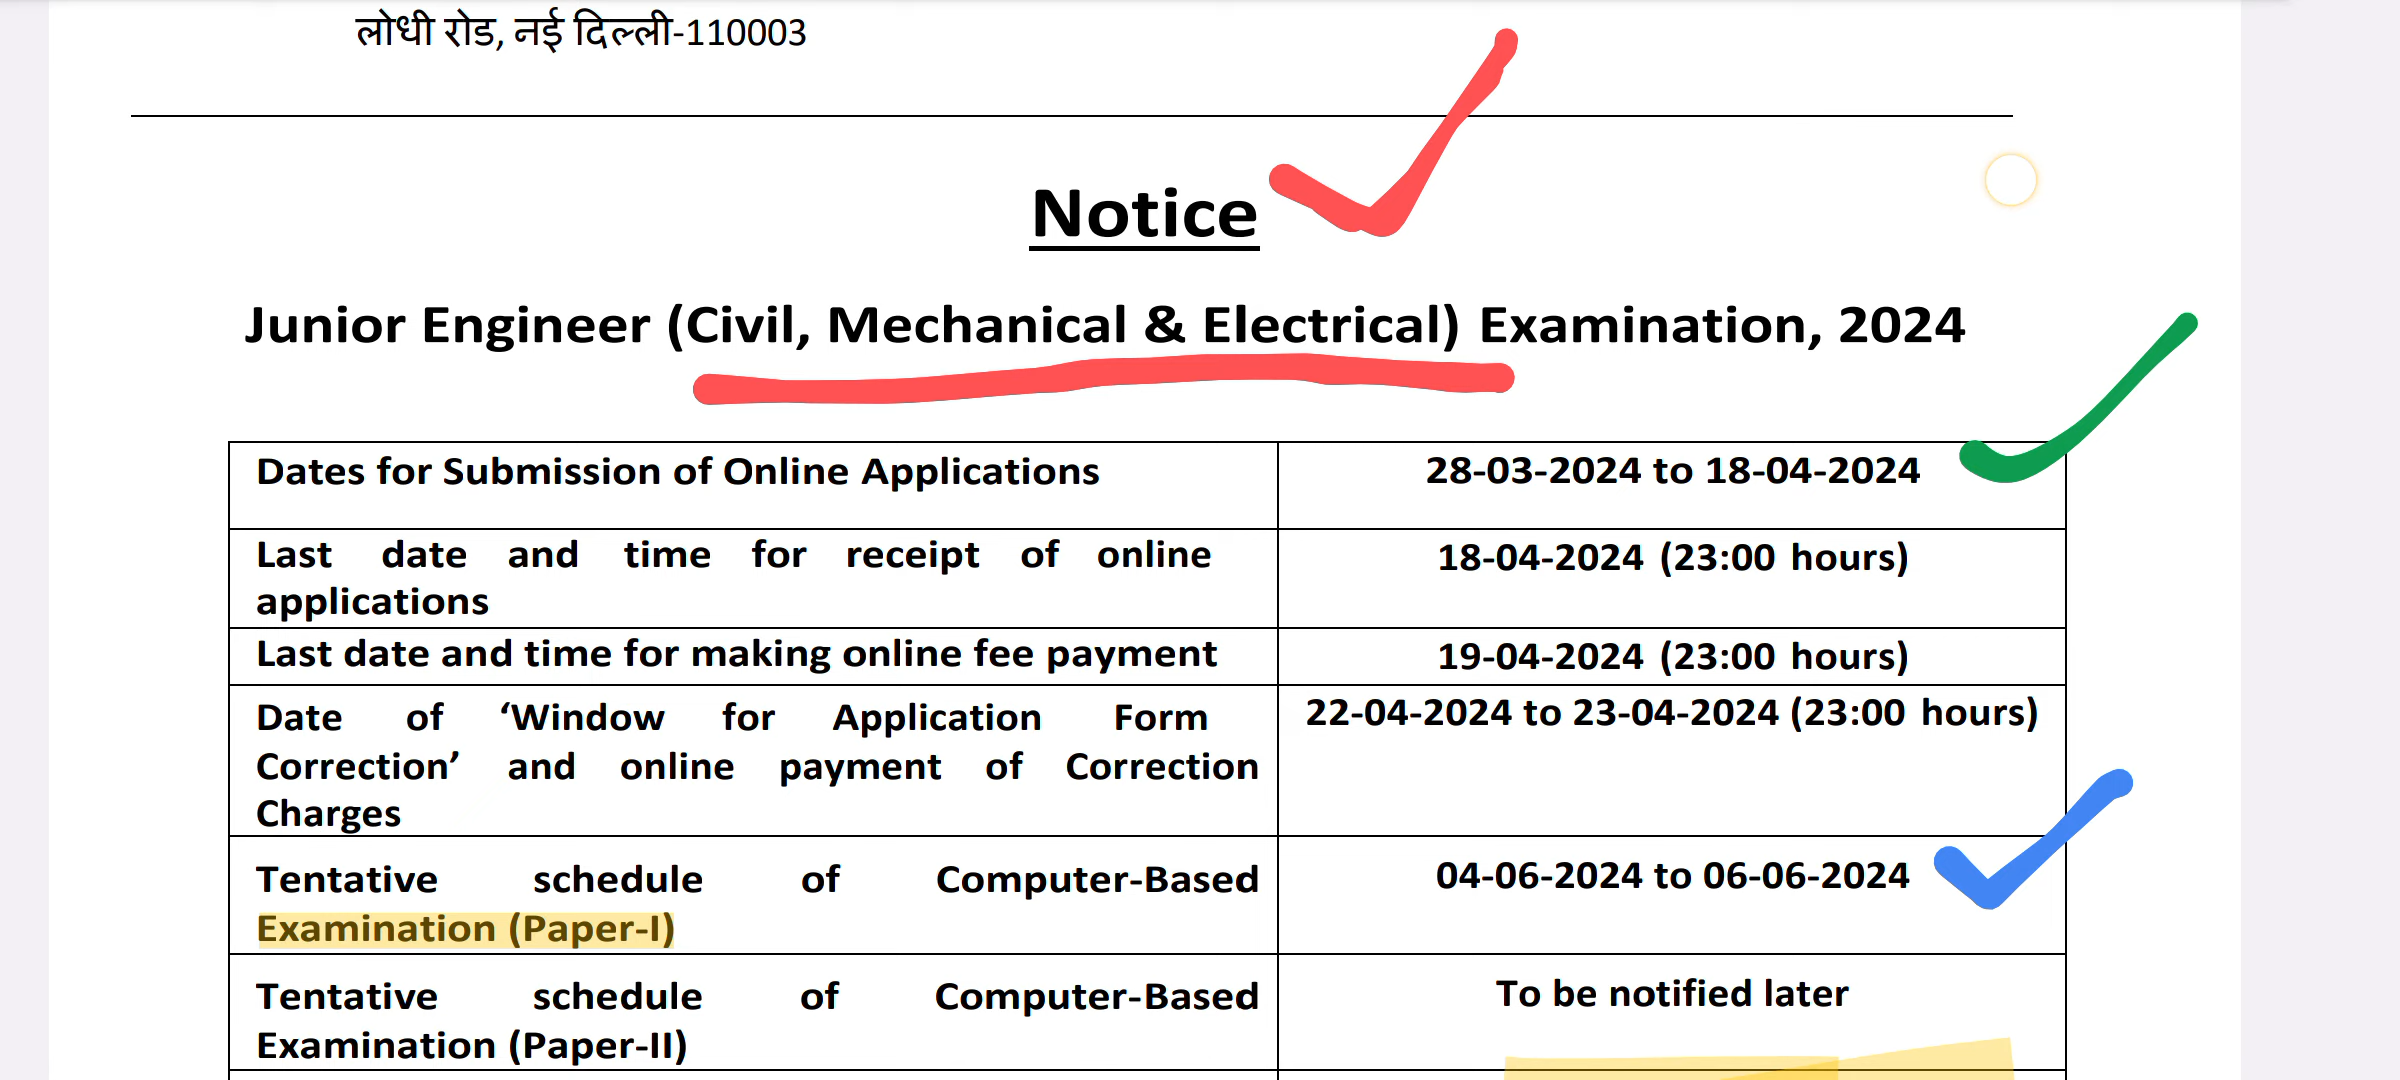 लोधी रोड, नई दिल्ली-110003
Notice
Junior Engineer (Civil, Mechanical & Electrical) Examination, 2024
Dates for Submission of Online Applications
28-03-2024 to 18-04-2024
Last date and time for receipt of online
applications
18-04-2024 (23:00 hours)
Last date and time for making online fee payment
19-04-2024 (23:00 hours)
Date of ‘Window for Application Form
Correction’ and online payment of Correction
Charges
22-04-2024 to 23-04-2024 (23:00 hours)
Tentative schedule of Computer-Based
Examination (Paper-I)
04-06-2024 to 06-06-2024
Tentative schedule of Computer-Based
Examination (Paper-II)
To be notified later